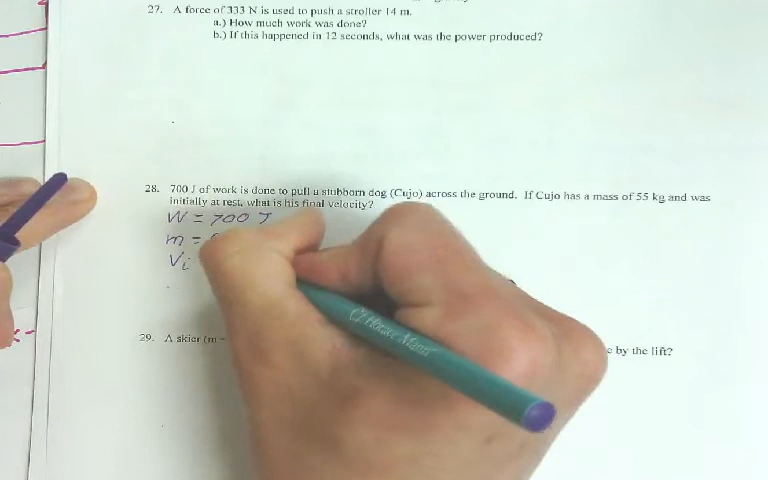 27. A force of 333 N is used to push a stroller 14 m.
a.) How much work was done?
b.) If this happened in 12 seconds, what was the power produced?
28. 700 J of work is done to pull a stubborn dog (Cujo) across the ground. If Cujo has a mass of 55 kg and was
initially at rest, what is his final velocity?
W = 700 J
m =
Vi
29. A skier (m = by the lift?